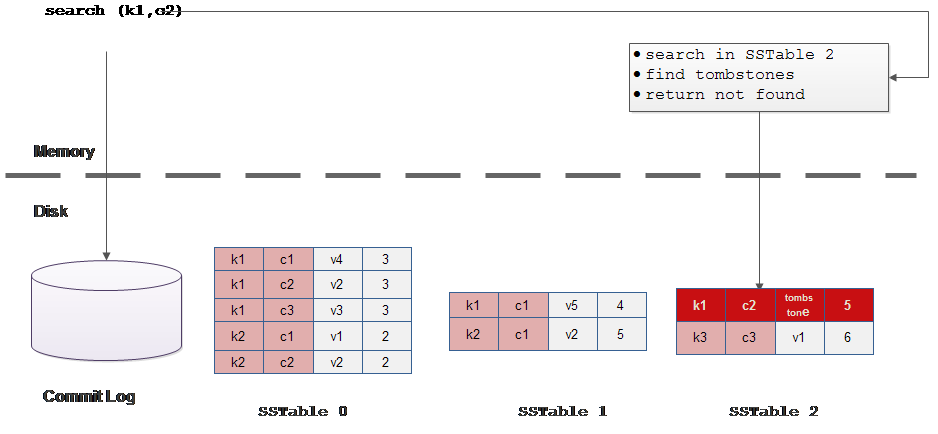 search (k1,c2)
• search in SSTable 2
• find tombstones
• return not found
Memory
Disk
k1 c1 v4 3
k1 c2 v2 3
k1 c3 v3 3
k2 c1 v1 2
k2 c2 v2 2
k1 c1 v5 4
k2 c1 v2 5
k1 c2 tombs tone 5
k3 c3 v1 6
Commit Log
SSTable 0
SSTable 1
SSTable 2